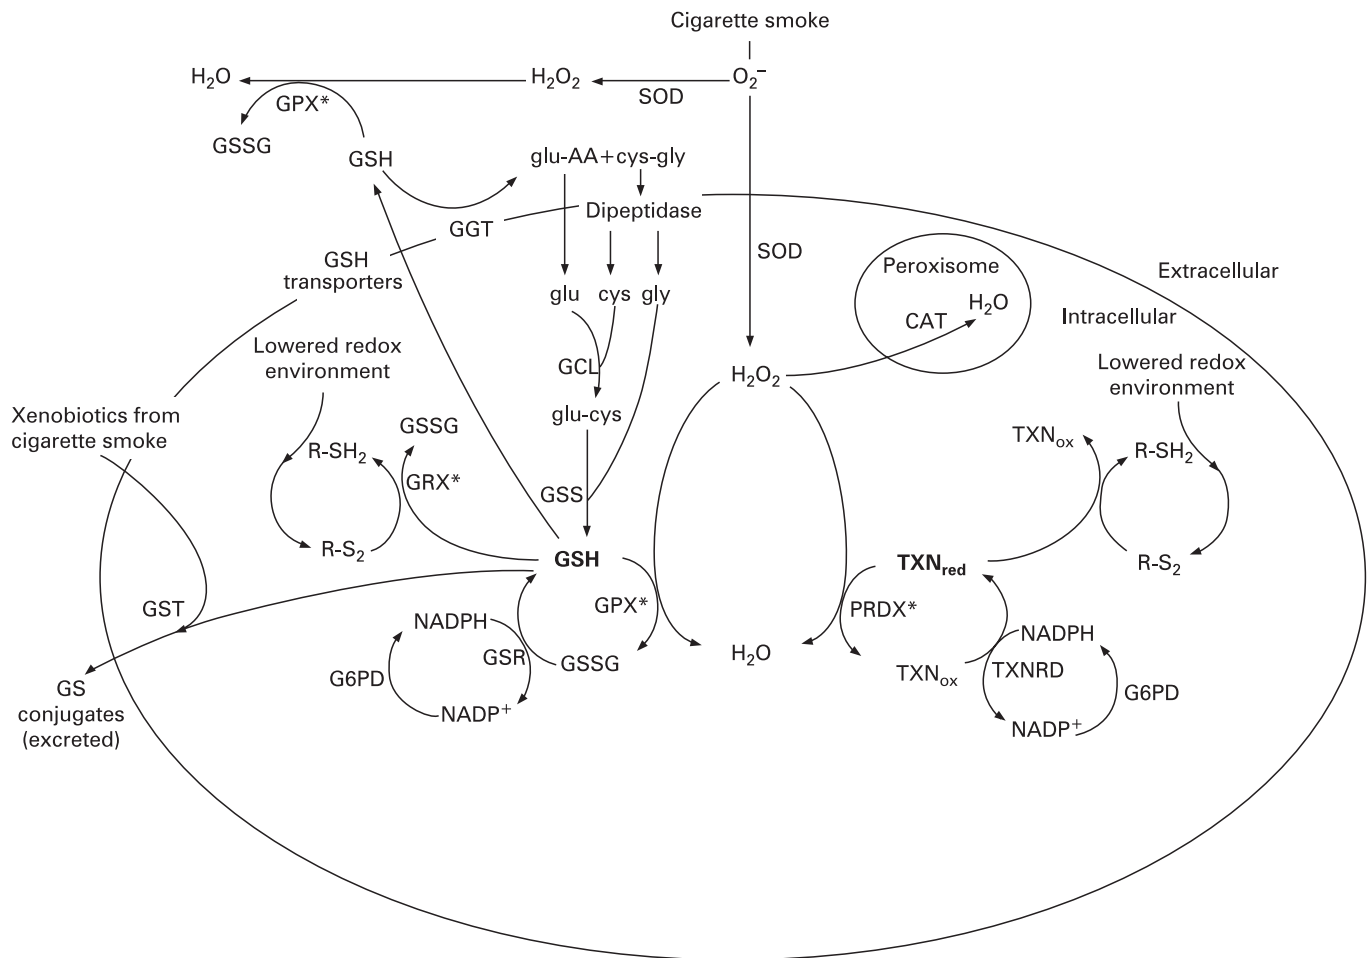 Cigarette smoke
H₂O
H₂O₂
O₂⁻
SOD
GPX*
GSSG
GSH
glu-AA+cys-gly
Dipeptidase
GGT
SOD
GSH
transporters
Peroxisome
Extracellular
glu
cys
gly
H₂O
CAT
Intracellular
Lowered redox
environment
GCL
H₂O₂
Lowered redox
environment
Xenobiotics from
cigarette smoke
glu-cys
GSSG
TXNox
R-SH₂
R-SH₂
GRX*
GSS
R-S₂
GSH
TXNred
R-S₂
GST
GPX*
PRDX*
NADPH
NADPH
GSR
GSSG
H₂O
TXNox
TXNRD
G6PD
G6PD
GS
conjugates
(excreted)
NADP⁺
NADP⁺